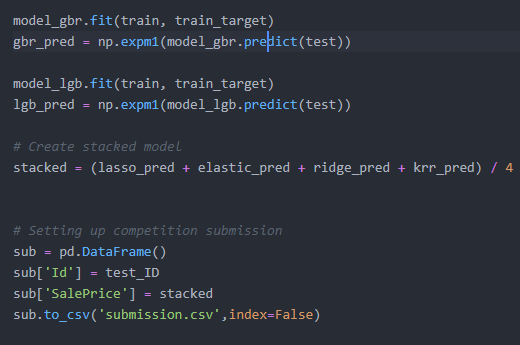 model_gbr.fit(train, train_target)
gbr_pred = np.expm1(model_gbr.predict(test))
model_lgb.fit(train, train_target)
lgb_pred = np.expm1(model_lgb.predict(test))
# Create stacked model
stacked = (lasso_pred + elastic_pred + ridge_pred + krr_pred) / 4
# Setting up competition submission
sub = pd.DataFrame()
sub['Id'] = test_ID
sub['SalePrice'] = stacked
sub.to_csv('submission.csv',index=False)